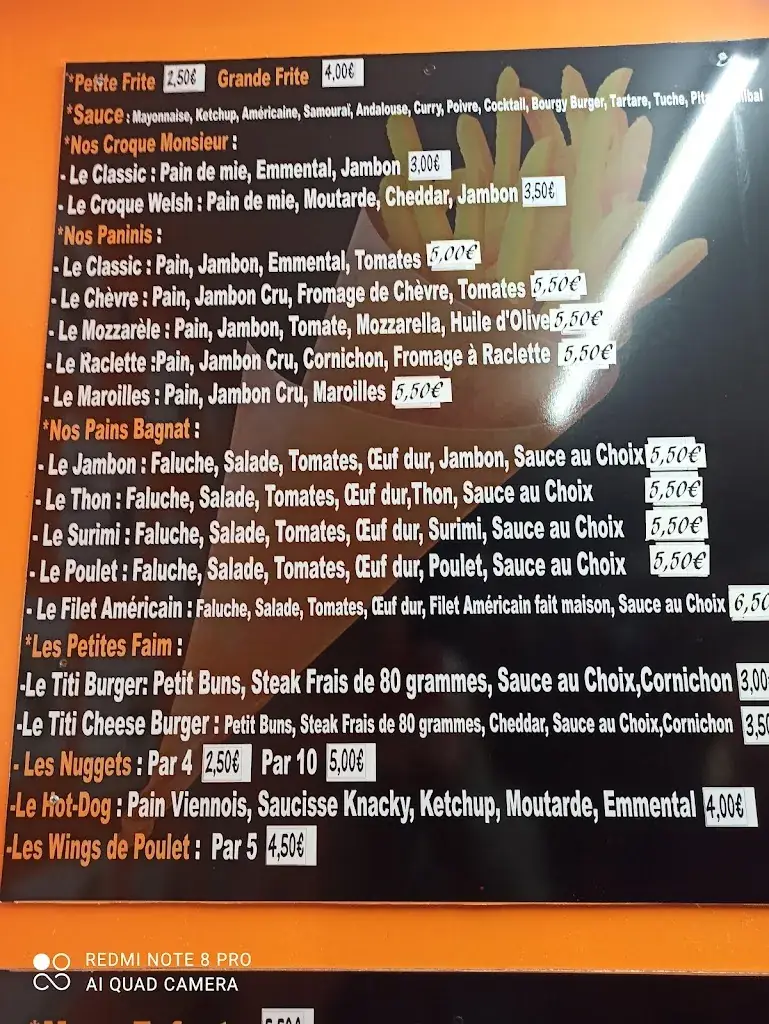 *Petite Frite 2,50€ Grande Frite 4,00€
*Sauce : Mayonnaise, Ketchup, Américaine, Samouraï, Andalouse, Curry, Poivre, Cocktail, Bourgy Burger, Tartare, Tuche,
*Nos Croque Monsieur :
- Le Classic : Pain de mie, Emmental, Jambon 3,00€
- Le Croque Welsh : Pain de mie, Moutarde, Cheddar, Jambon 3,50€
*Nos Paninis :
- Le Classic : Pain, Jambon, Emmental, Tomates 5,00€
- Le Chèvre : Pain, Jambon Cru, Fromage de Chèvre, Tomates 5,50€
- Le Mozzarèle : Pain, Jambon, Tomate, Mozzarella, Huile d'Olive 5,50€
- Le Raclette :Pain, Jambon Cru, Cornichon, Fromage à Raclette 5,50€
- Le Maroilles : Pain, Jambon Cru, Maroilles 5,50€
*Nos Pains Bagnat :
- Le Jambon : Faluche, Salade, Tomates, Œuf dur, Jambon, Sauce au Choix 5,50€
- Le Thon : Faluche, Salade, Tomates, Œuf dur,Thon, Sauce au Choix 5,50€
- Le Surimi : Faluche, Salade, Tomates, Œuf dur, Surimi, Sauce au Choix 5,50€
- Le Poulet : Faluche, Salade, Tomates, Œuf dur, Poulet, Sauce au Choix 5,50€
- Le Filet Américain : Faluche, Salade, Tomates, Œuf dur, Filet Américain fait maison, Sauce au Choix 6,50
*Les Petites Faim :
-Le Titi Burger: Petit Buns, Steak Frais de 80 grammes, Sauce au Choix,Cornichon 3,00
-Le Titi Cheese Burger : Petit Buns, Steak Frais de 80 grammes, Cheddar, Sauce au Choix,Cornichon 3,50
- Les Nuggets : Par 4 2,50€ Par 10 5,00€
-Le Hot-Dog : Pain Viennois, Saucisse Knacky, Ketchup, Moutarde, Emmental 4,00€
-Les Wings de Poulet : Par 5 4,50€
REDMI NOTE 8 PRO
AI QUAD CAMERA